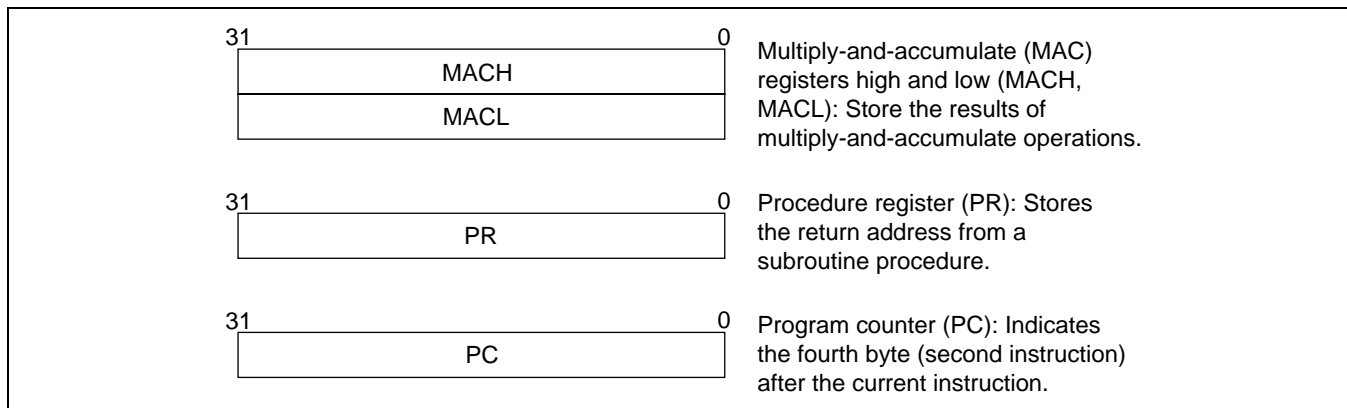 31 0
MACH
MACL
Multiply-and-accumulate (MAC)
registers high and low (MACH,
MACL): Store the results of
multiply-and-accumulate operations.
31 0
PR
Procedure register (PR): Stores
the return address from a
subroutine procedure.
31 0
PC
Program counter (PC): Indicates
the fourth byte (second instruction)
after the current instruction.